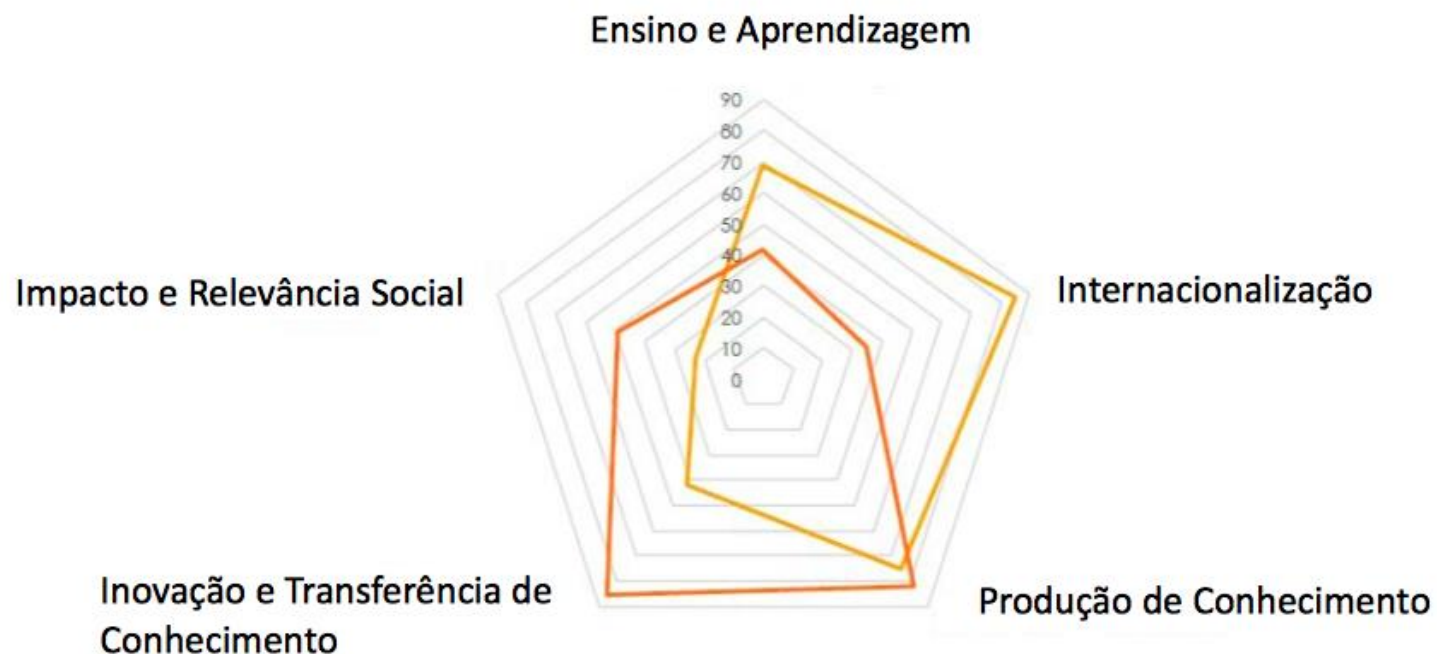 Ensino e Aprendizagem
90
80
70
60
50
40
30
20
10
0
Impacto e Relevância Social
Internacionalização
Inovação e Transferência de
Conhecimento
Produção de Conhecimento